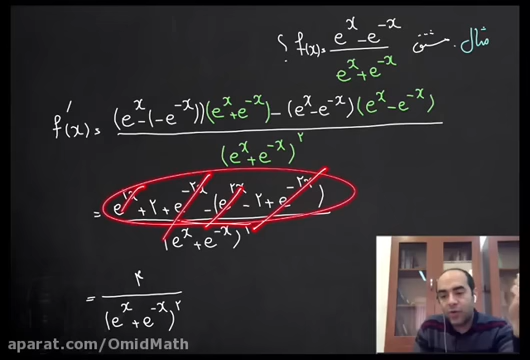 مثال. مشتق f(x) = (e^x − e^−x) / (e^x + e^−x) ؟
f′(x) = ((e^x − (−e^−x))(e^x + e^−x) − (e^x − e^−x)(e^x − e^−x)) / (e^x + e^−x)^۲
= (e^۲x + ۲ + e^−۲x − (e^۲x − ۲ + e^−۲x)) / (e^x + e^−x)^۲
= ۴ / (e^x + e^−x)^۲
aparat.com/OmidMath